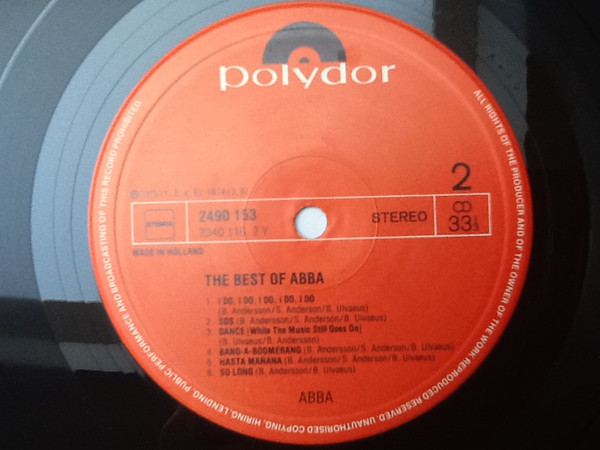 polydor
2
STEMRA
2490 153
2340 116 2 Y
STEREO
33⅓
MADE IN HOLLAND
THE BEST OF ABBA
1. I DO, I DO, I DO, I DO, I DO
(B. Andersson/S. Anderson/B. Ulvaeus)
2. SOS (B. Andersson/S. Anderson/B. Ulvaeus)
3. DANCE (While The Music Still Goes On)
(B. Ulvaeus/B. Andersson)
4. BANG-A-BOOMERANG (B. Andersson/S. Anderson/B. Ulvaeus)
5. HASTA MAÑANA (B. Andersson/S. Anderson/B. Ulvaeus)
6. SO LONG (B. Andersson/B. Ulvaeus)
ABBA
ALL RIGHTS OF THE PRODUCER AND OF THE OWNER OF THE WORK REPRODUCED RESERVED. UNAUTHORISED COPYING, HIRING, LENDING, PUBLIC PERFORMANCE AND BROADCASTING OF THIS RECORD PROHIBITED